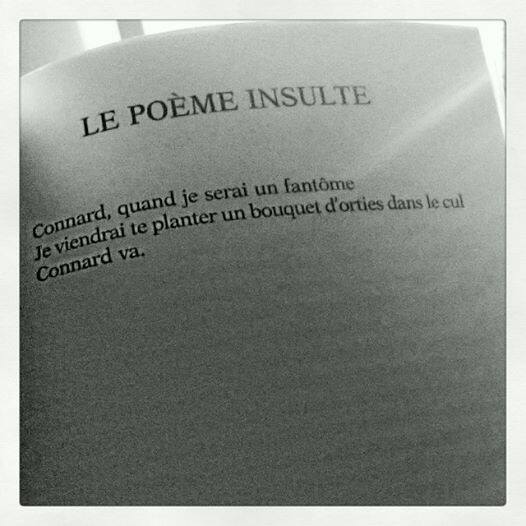 LE POÈME INSULTE
Connard, quand je serai un fantôme
Je viendrai te planter un bouquet d'orties dans le cul
Connard va.